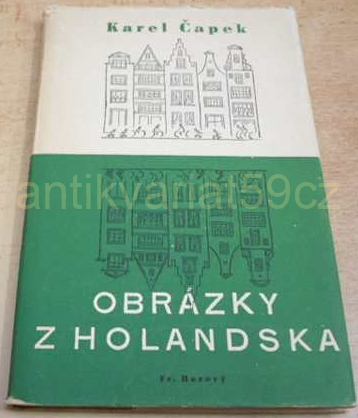 Karel Čapek
antikvariat59cz
OBRÁZKY
Z HOLANDSKA
Fr. Borový